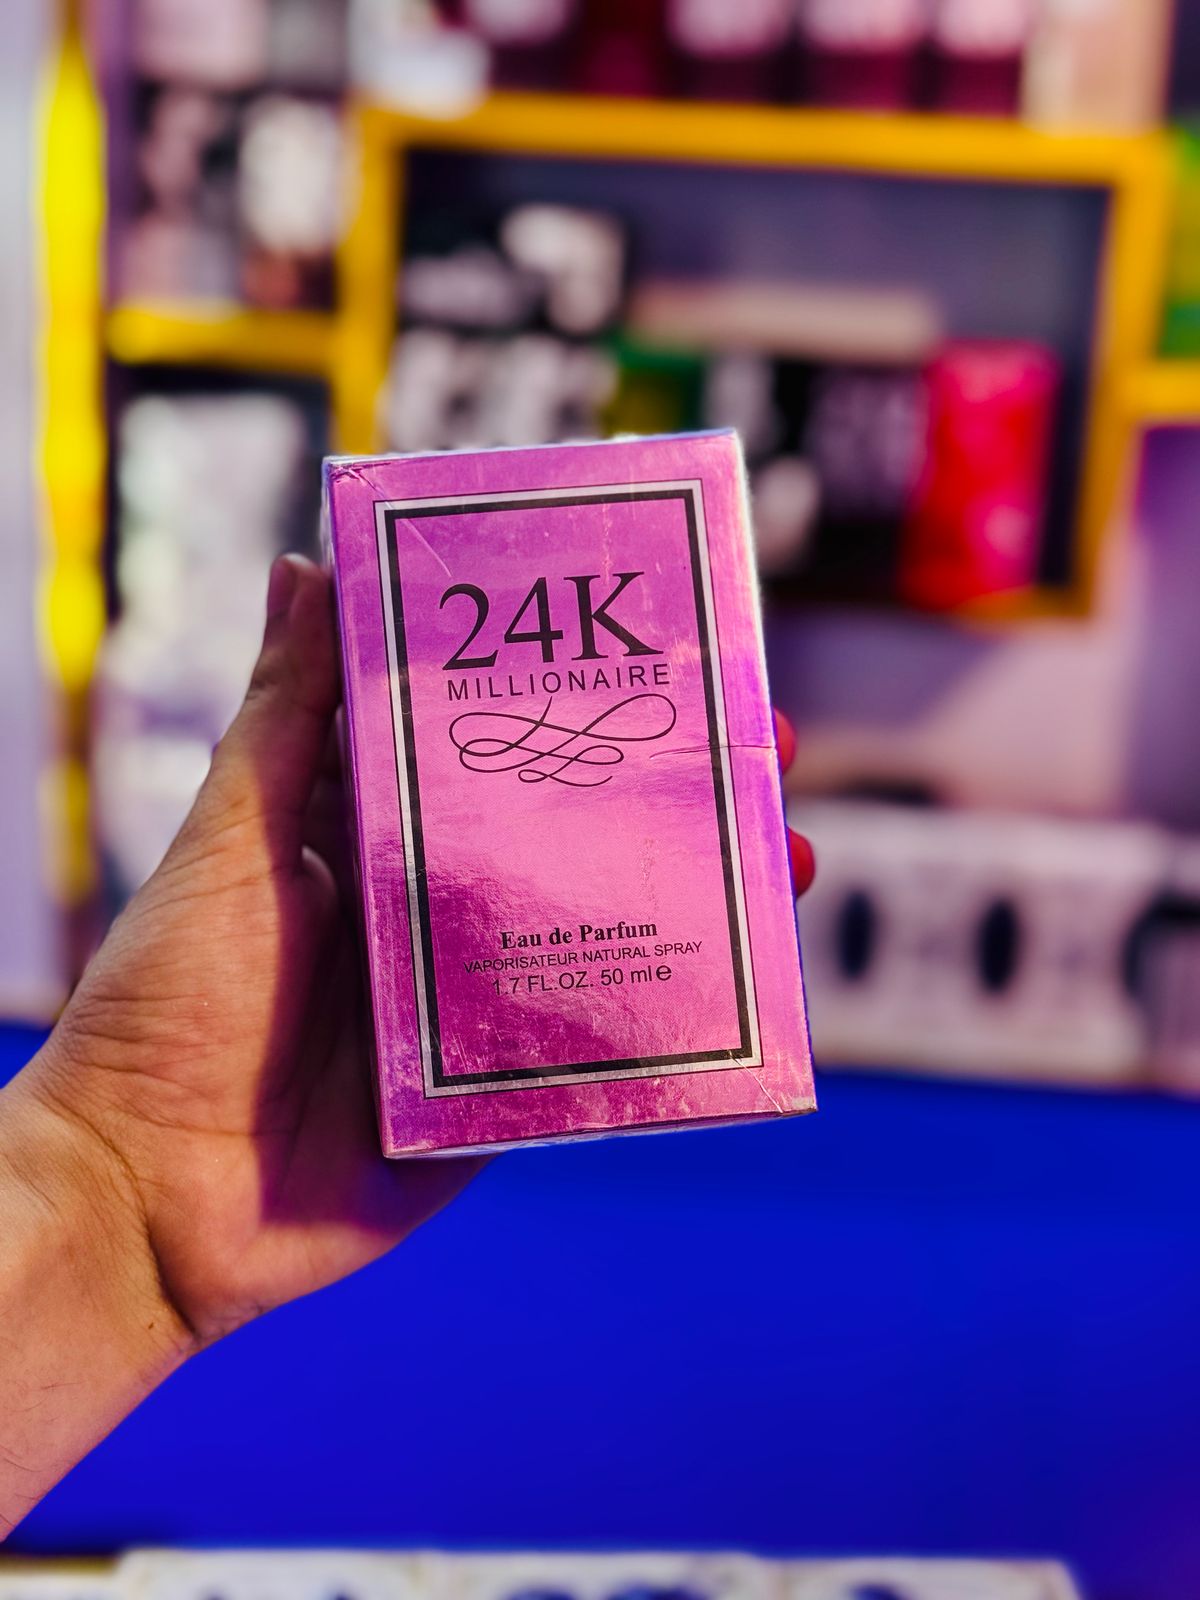 24K
MILLIONAIRE
Eau de Parfum
VAPORISATEUR NATURAL SPRAY
1.7 FL.OZ. 50 ml ℮